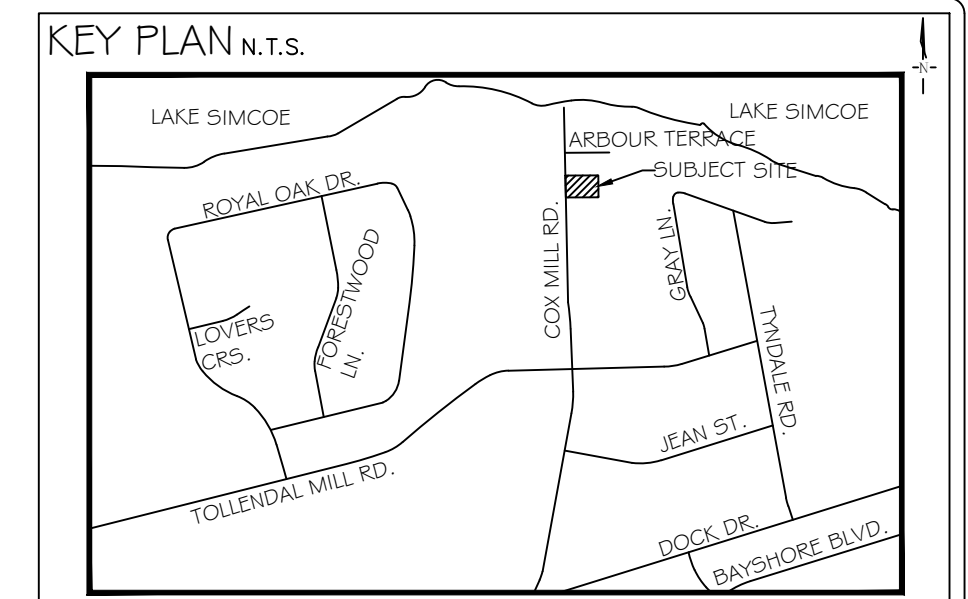 KEY PLAN N.T.S.
N
LAKE SIMCOE
LAKE SIMCOE
ARBOUR TERRACE
SUBJECT SITE
ROYAL OAK DR.
FORESTWOOD
LN.
COX MILL RD.
GRAY LN.
LOVERS
CRS.
TYNDALE RD.
JEAN ST.
TOLLENDAL MILL RD.
DOCK DR.
BAYSHORE BLVD.